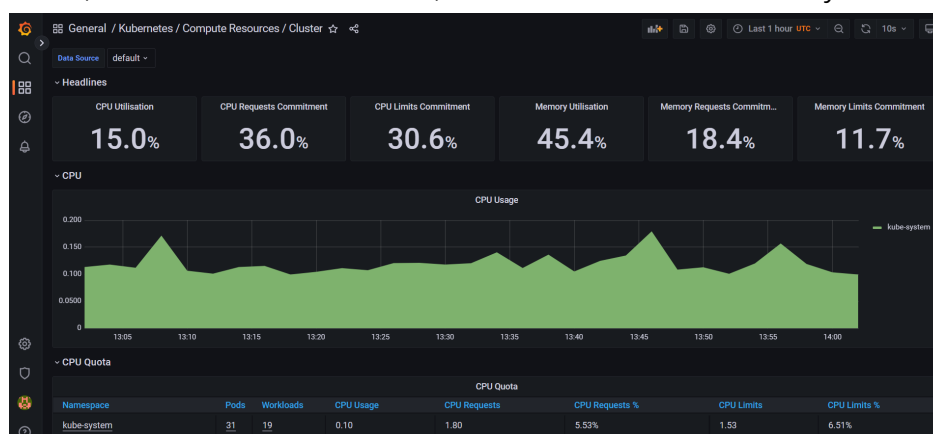 General / Kubernetes / Compute Resources / Cluster
Last 1 hour UTC
10s
Data Source default
Headlines
CPU Utilisation
15.0%
CPU Requests Commitment
36.0%
CPU Limits Commitment
30.6%
Memory Utilisation
45.4%
Memory Requests Commitm...
18.4%
Memory Limits Commitment
11.7%
CPU
CPU Usage
0.200
0.150
0.100
0.0500
0
13:05 13:10 13:15 13:20 13:25 13:30 13:35 13:40 13:45 13:50 13:55 14:00
kube-system
CPU Quota
CPU Quota
Namespace Pods Workloads CPU Usage CPU Requests CPU Requests % CPU Limits CPU Limits %
kube-system 31 19 0.10 1.80 5.53% 1.53 6.51%